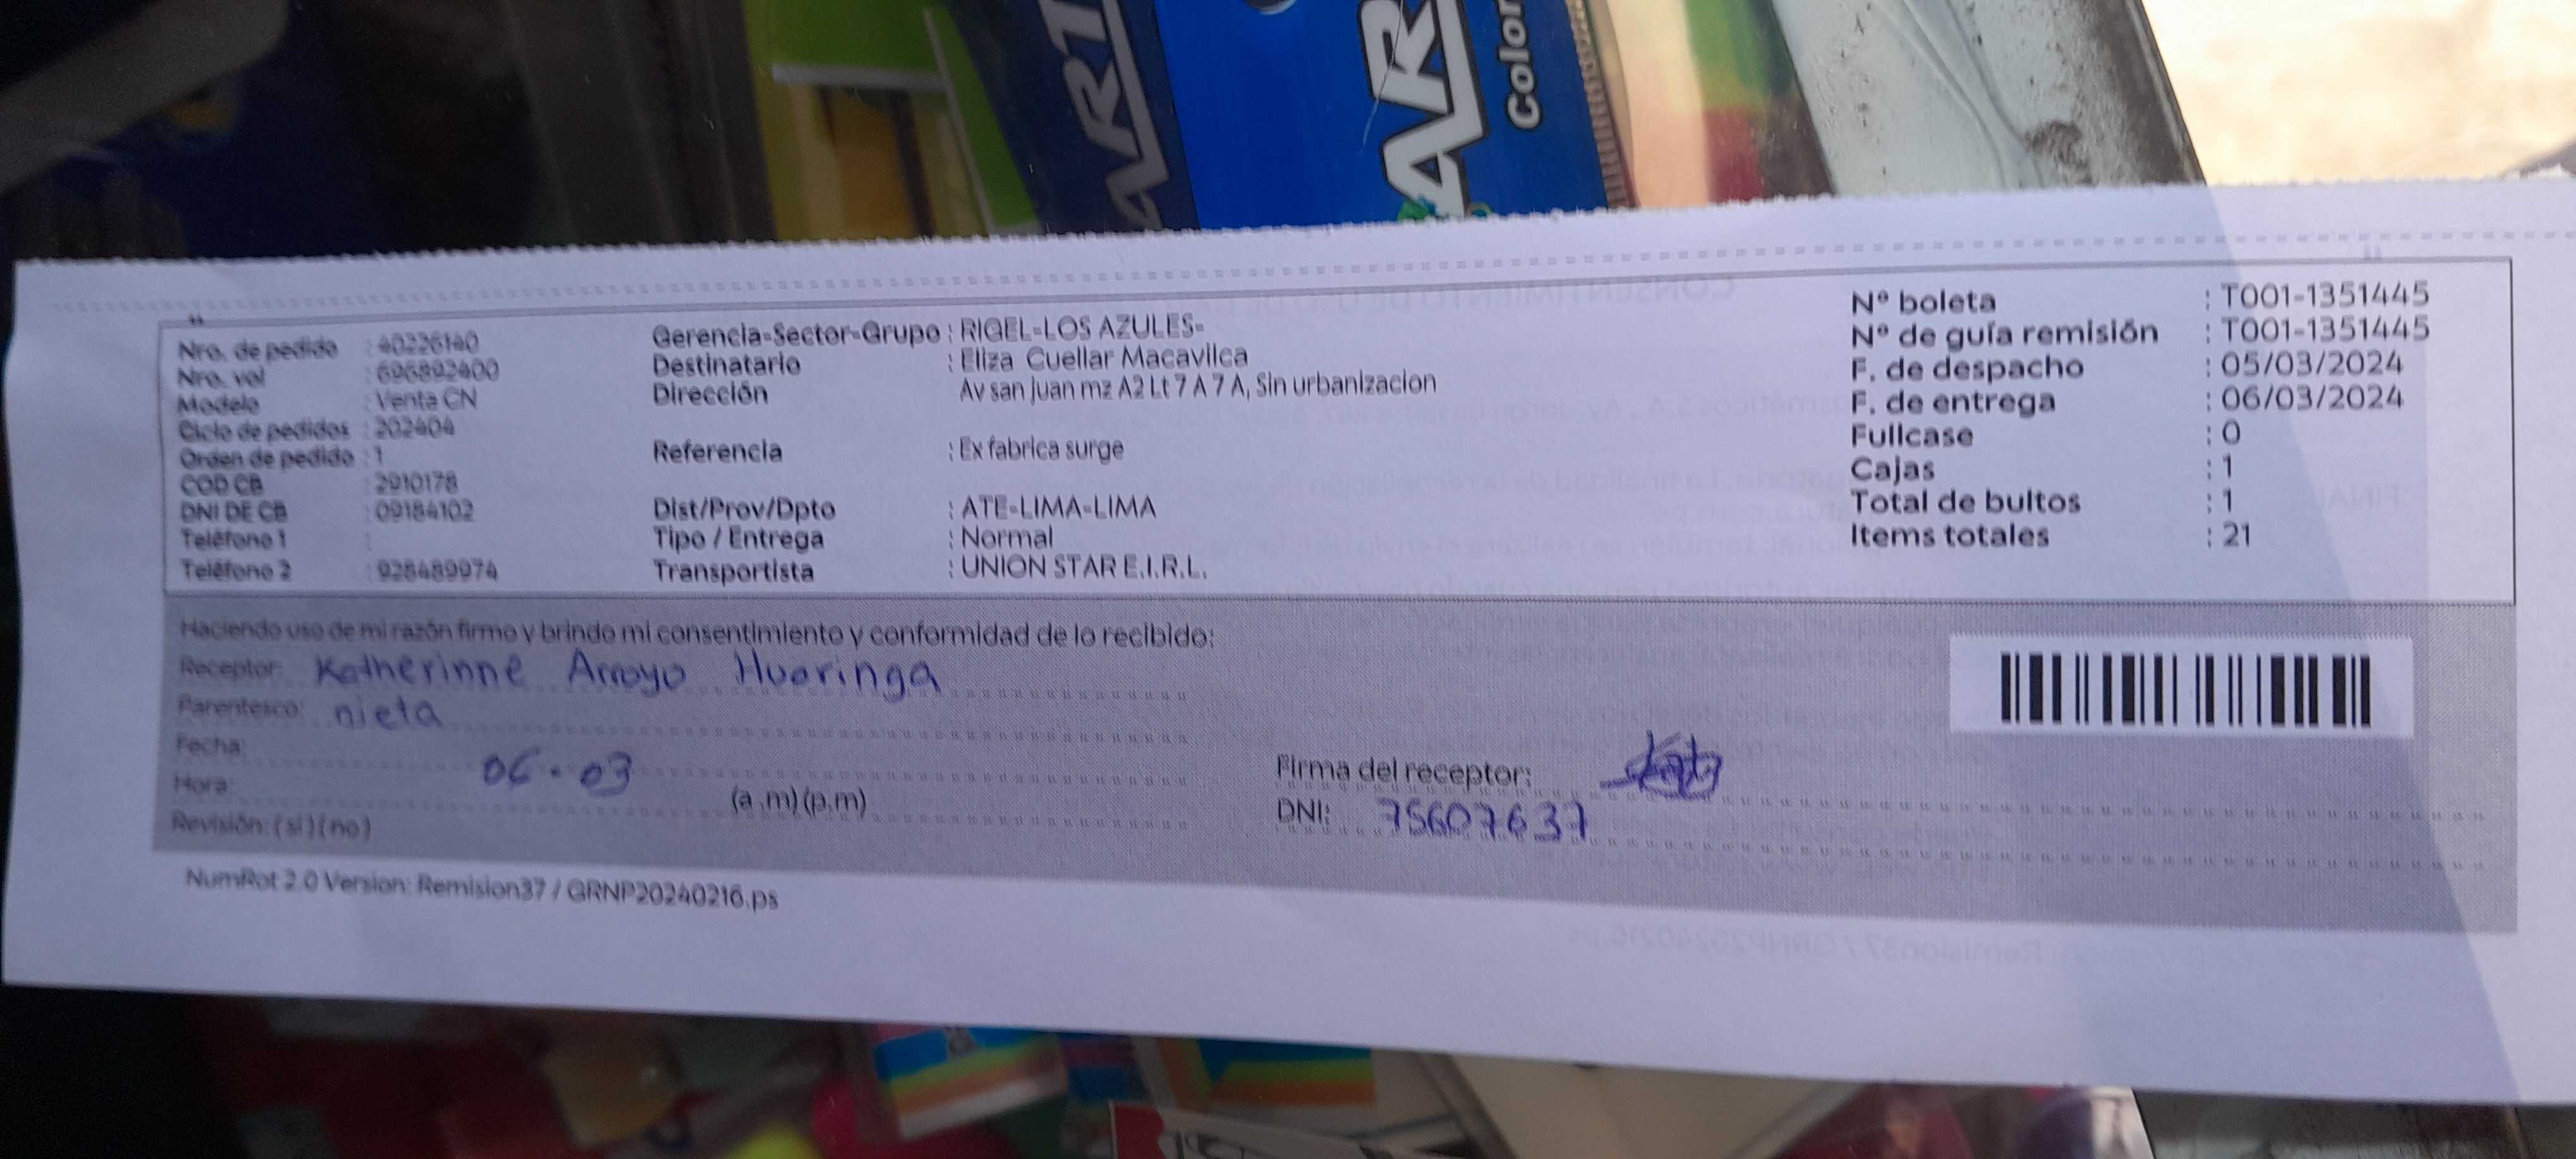 ART
AR
Color
Nro. de pedido : 40226140
Nro. vol : 696892400
Modelo : Venta CN
Ciclo de pedidos : 202404
Orden de pedido : 1
COD CB : 2910178
DNI DE CB : 09184102
Teléfono 1 :
Teléfono 2 : 928489974
Gerencia-Sector-Grupo : RIGEL-LOS AZULES-
Destinatario : Eliza Cuellar Macavilca
Dirección Av san juan mz A2 Lt 7 A 7 A, Sin urbanizacion
Referencia : Ex fabrica surge
Dist/Prov/Dpto : ATE-LIMA-LIMA
Tipo / Entrega : Normal
Transportista : UNION STAR E.I.R.L.
Nº boleta : T001-1351445
Nº de guía remisión : T001-1351445
F. de despacho : 05/03/2024
F. de entrega : 06/03/2024
Fullcase : 0
Cajas : 1
Total de bultos : 1
Items totales : 21
Haciendo uso de mi razón firmo y brindo mi consentimiento y conformidad de lo recibido:
Receptor: Katherinne Arroyo Huaringa
Parentesco: nieta
Fecha: 06-03
Hora: (a.m)(p.m)
Revisión: (si)(no)
Firma del receptor:
DNI: 75607637
NumRot 2.0 Version: Remision37 / GRNP20240216.ps